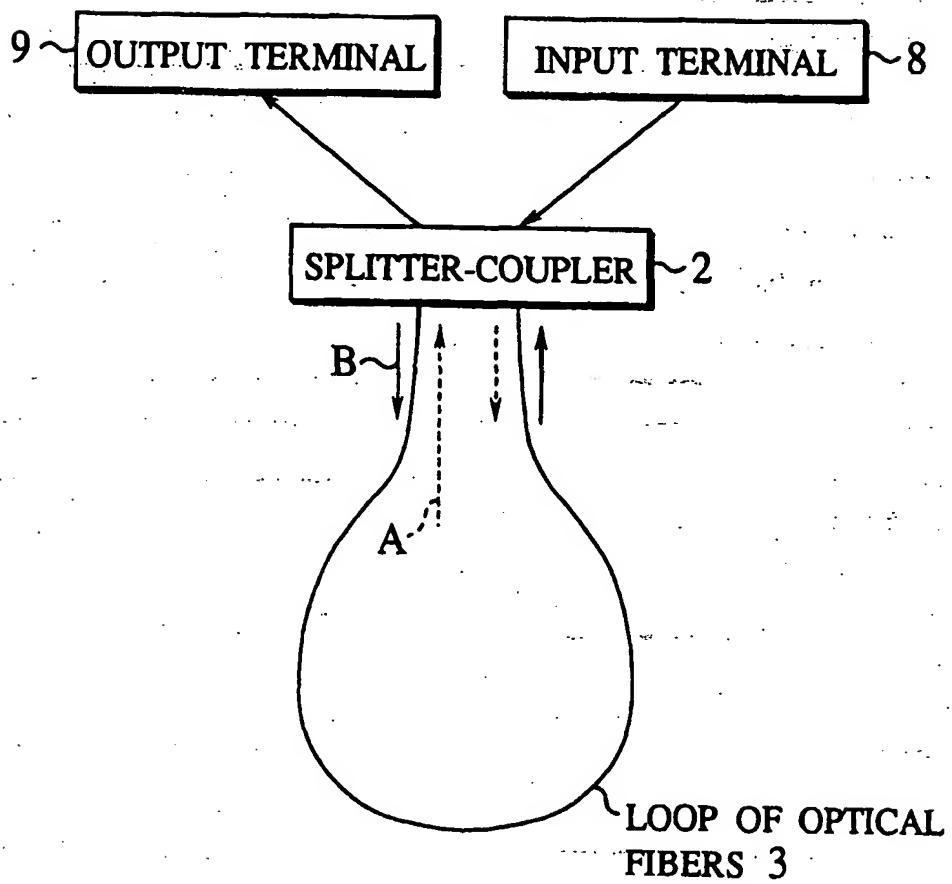 9 OUTPUT TERMINAL
INPUT TERMINAL 8
SPLITTER-COUPLER 2
B
A
LOOP OF OPTICAL
FIBERS 3